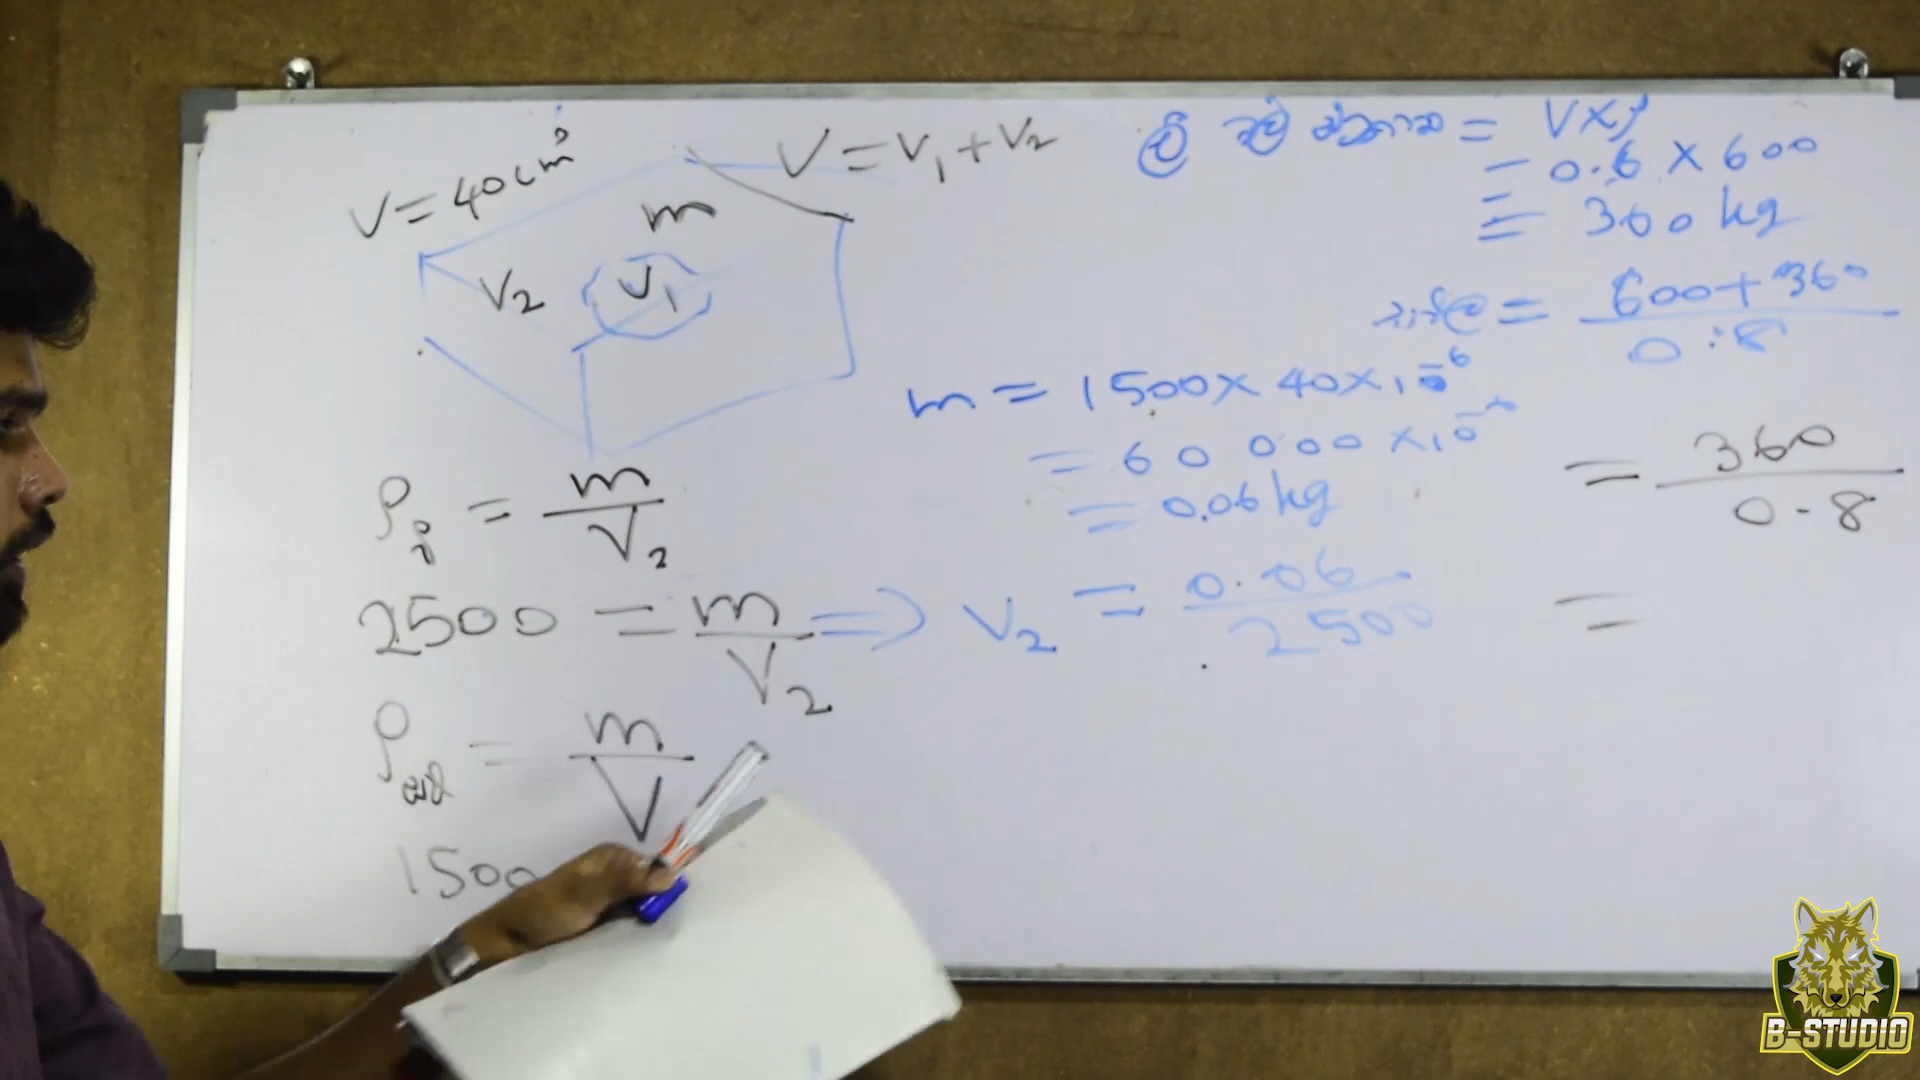 V = 40cm³
V = V₁ + V₂
m
V₂
V₁
ρ = m / V₂
2500 = m / V₂ ⇒ V₂ = 0.06 / 2500
ρ = m / V
1500
= V × ρ
= 0.6 × 600
= 360 kg
= 600 + 360 / 0.8
m = 1500 × 40 × 10⁻⁶
= 60 000 × 10⁻⁶
= 0.06 kg
= 360 / 0.8
=
B-STUDIO